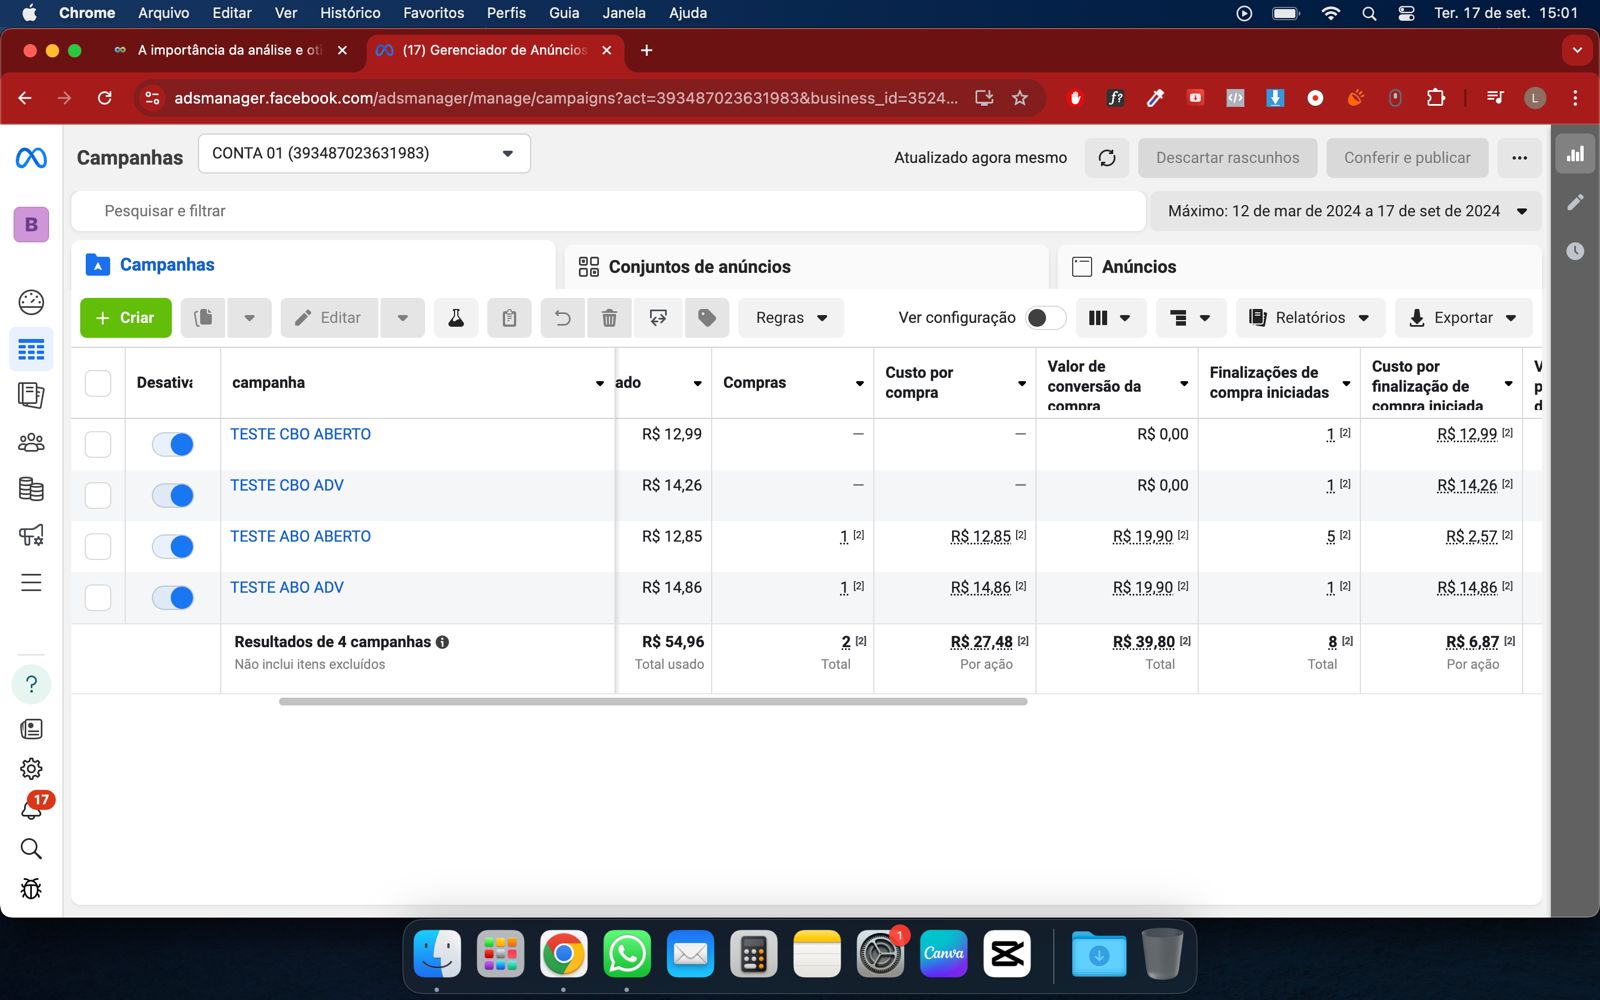 Chrome Arquivo Editar Ver Histórico Favoritos Perfis Guia Janela Ajuda Ter. 17 de set. 15:01
A importância da análise e oti
(17) Gerenciador de Anúncios
adsmanager.facebook.com/adsmanager/manage/campaigns?act=393487023631983&business_id=3524...
L
Campanhas
CONTA 01 (393487023631983)
Atualizado agora mesmo
Descartar rascunhos
Conferir e publicar
B
Pesquisar e filtrar
Máximo: 12 de mar de 2024 a 17 de set de 2024
Campanhas
Conjuntos de anúncios
Anúncios
+ Criar
Editar
Regras
Ver configuração
Relatórios
Exportar
Desativa
campanha
ado
Compras
Custo por
compra
Valor de
conversão da
compra
Finalizações de
compra iniciadas
Custo por
finalização de
compra iniciada
V
p
d
TESTE CBO ABERTO R$ 12,99 — — R$ 0,00 1 [2] R$ 12,99 [2]
TESTE CBO ADV R$ 14,26 — — R$ 0,00 1 [2] R$ 14,26 [2]
TESTE ABO ABERTO R$ 12,85 1 [2] R$ 12,85 [2] R$ 19,90 [2] 5 [2] R$ 2,57 [2]
TESTE ABO ADV R$ 14,86 1 [2] R$ 14,86 [2] R$ 19,90 [2] 1 [2] R$ 14,86 [2]
Resultados de 4 campanhas R$ 54,96 2 [2] R$ 27,48 [2] R$ 39,80 [2] 8 [2] R$ 6,87 [2]
Não inclui itens excluídos Total usado Total Por ação Total Total Por ação
?
17
1
Canva